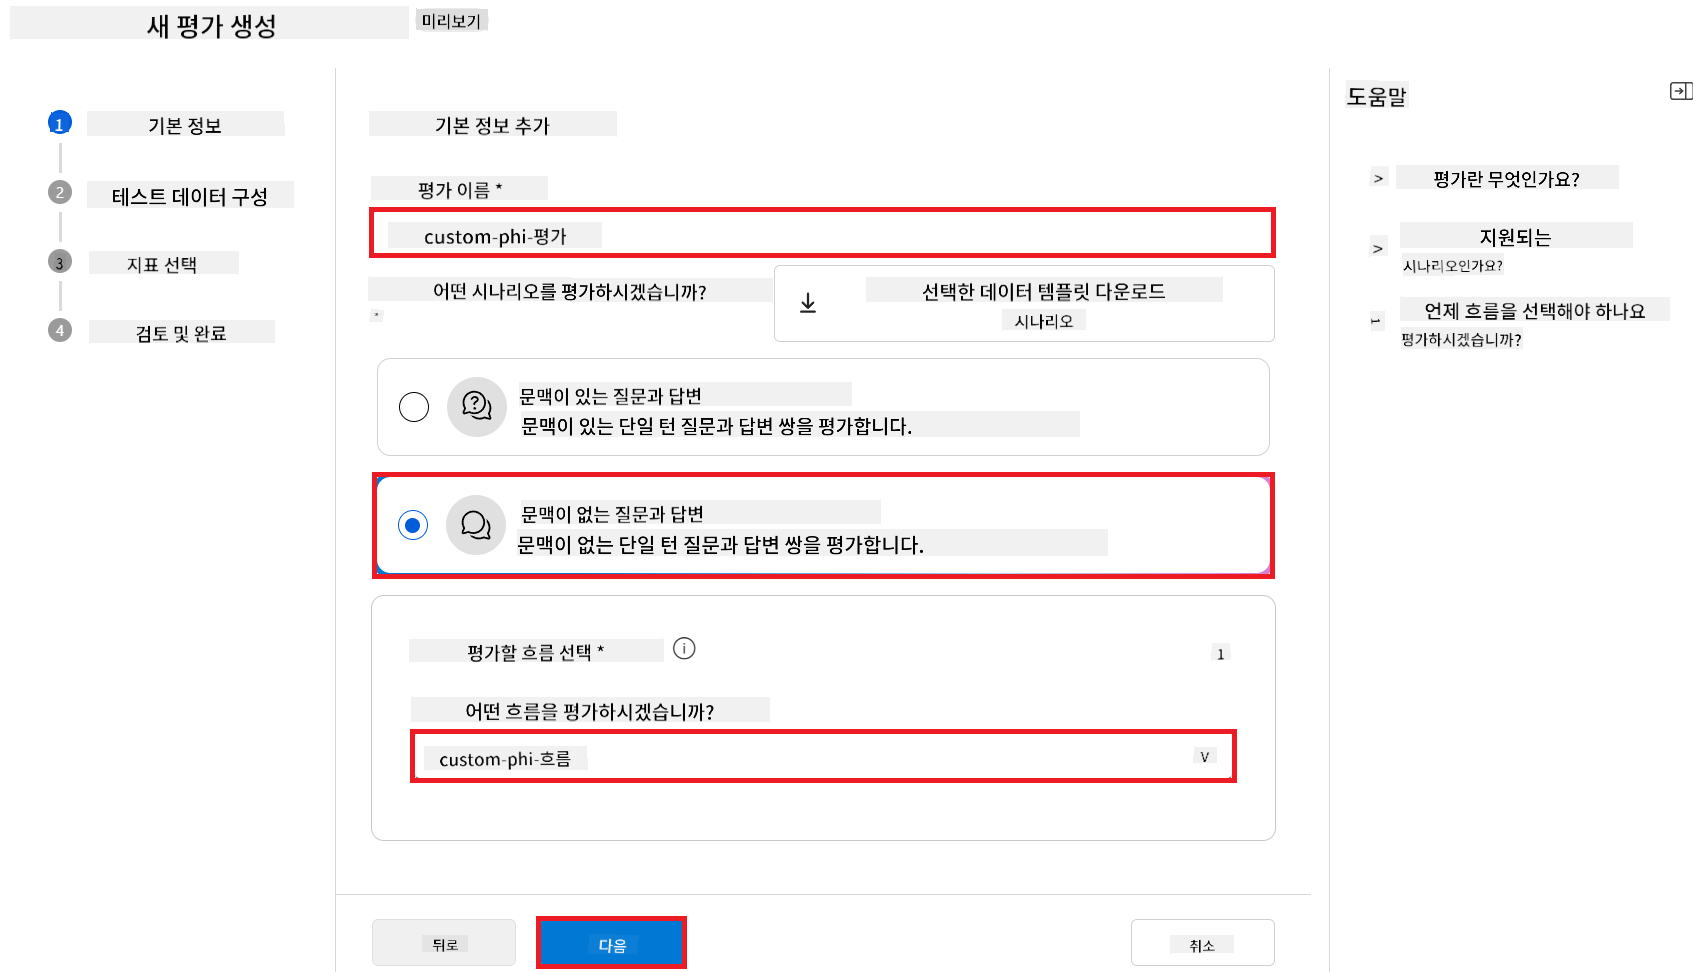 새 평가 생성
미리보기
1 기본 정보
2 테스트 데이터 구성
3 지표 선택
4 검토 및 완료
기본 정보 추가
평가 이름 *
custom-phi-평가
어떤 시나리오를 평가하시겠습니까?
*
선택한 데이터 템플릿 다운로드
시나리오
문맥이 있는 질문과 답변
문맥이 있는 단일 턴 질문과 답변 쌍을 평가합니다.
문맥이 없는 질문과 답변
문맥이 없는 단일 턴 질문과 답변 쌍을 평가합니다.
평가할 흐름 선택 *
1
어떤 흐름을 평가하시겠습니까?
custom-phi-흐름
V
뒤로
다음
취소
도움말
> 평가란 무엇인가요?
> 지원되는
시나리오인가요?
1 언제 흐름을 선택해야 하나요
평가하시겠습니까?